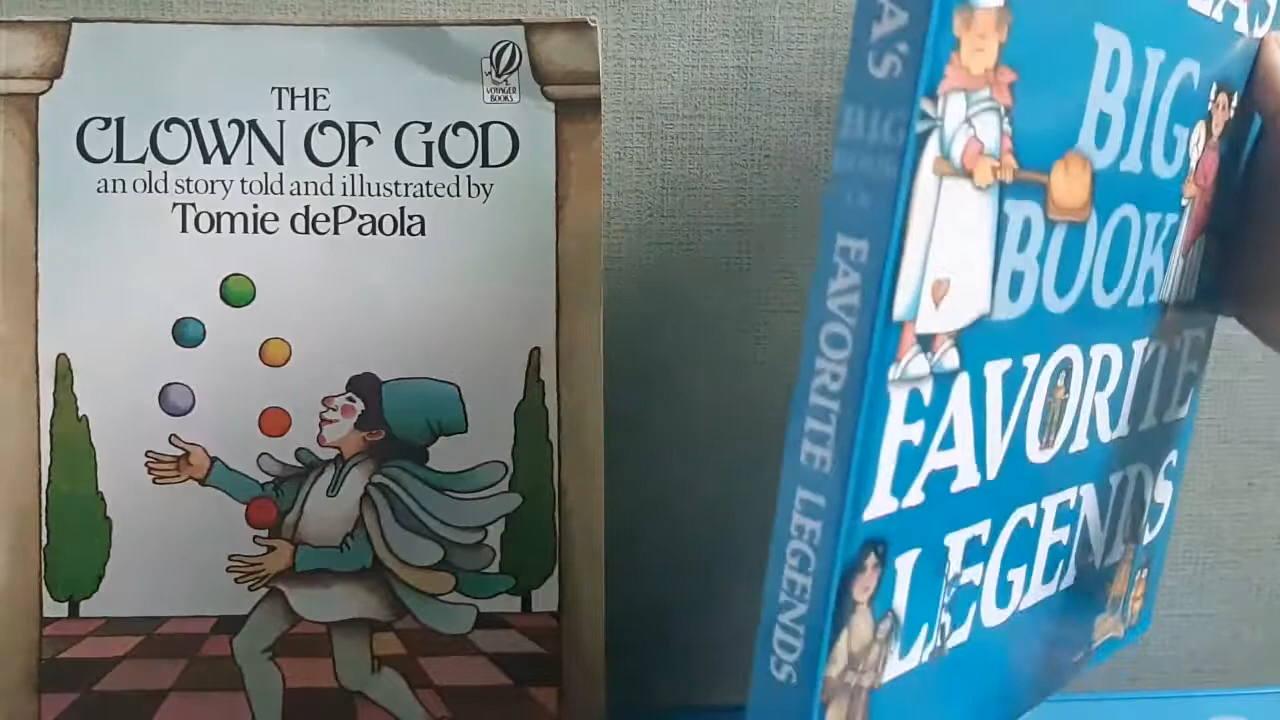 THE
CLOWN OF GOD
an old story told and illustrated by
Tomie dePaola
VOYAGER
BOOKS
A'S BIG
FAVORITE LEGENDS
BIG
BOOK
FAVORITE
LEGENDS